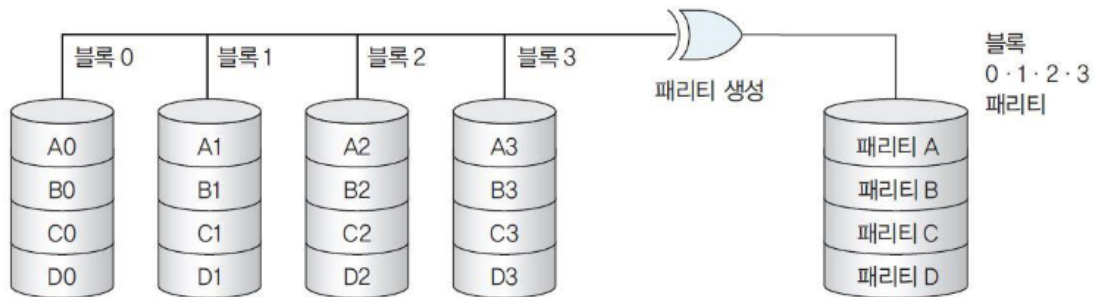 블록 0
블록 1
블록 2
블록 3
패리티 생성
블록
0 · 1 · 2 · 3
패리티
A0
A1
A2
A3
패리티 A
B0
B1
B2
B3
패리티 B
C0
C1
C2
C3
패리티 C
D0
D1
D2
D3
패리티 D